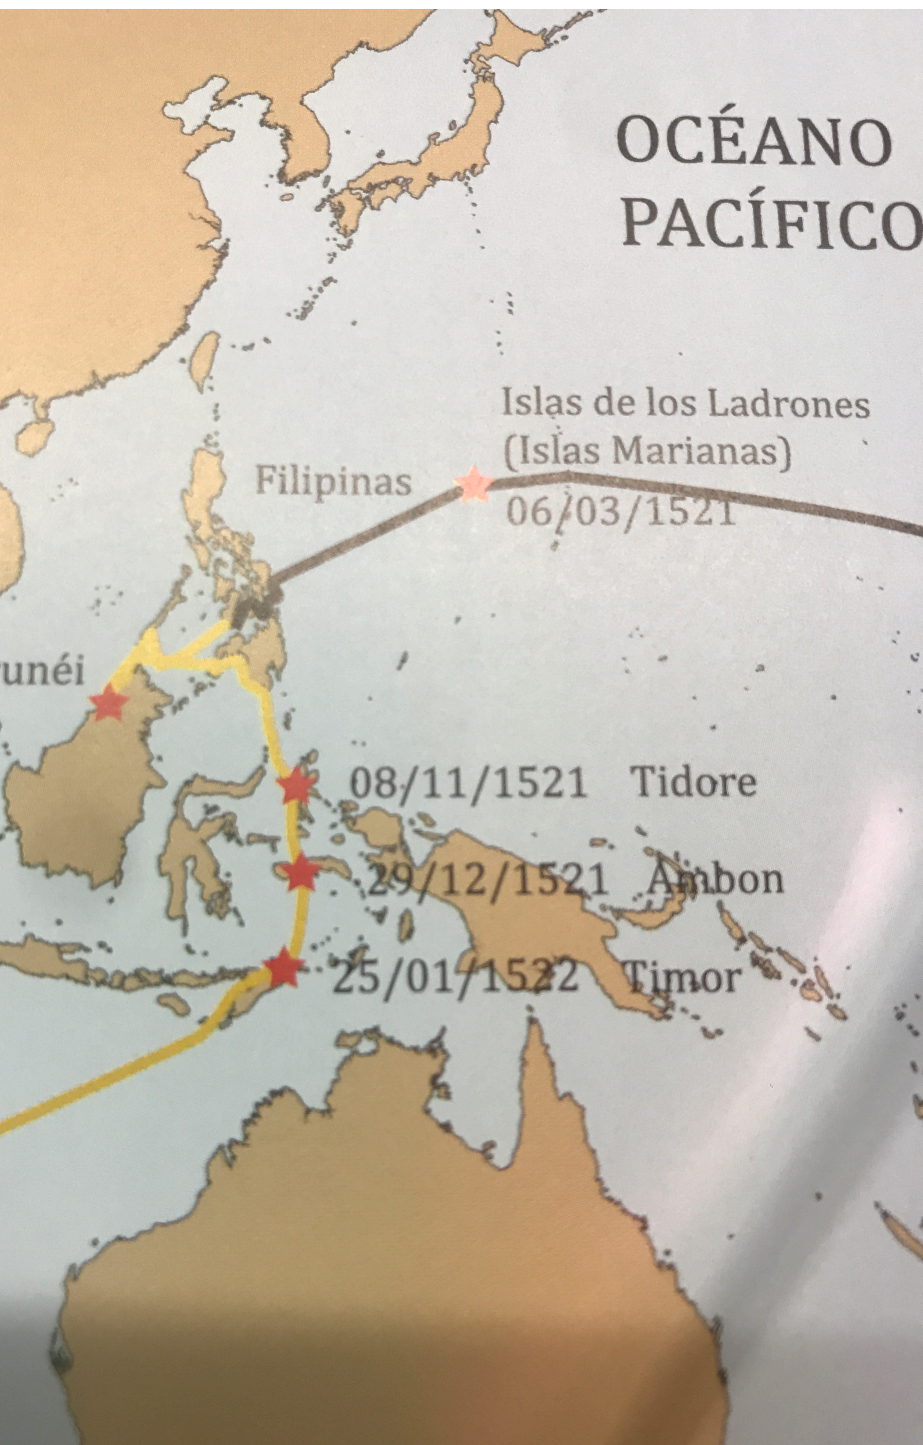 OCÉANO
PACÍFICO
Islas de los Ladrones
(Islas Marianas)
Filipinas
06/03/1521
unéi
08/11/1521 Tidore
29/12/1521 Ambon
25/01/1522 Timor